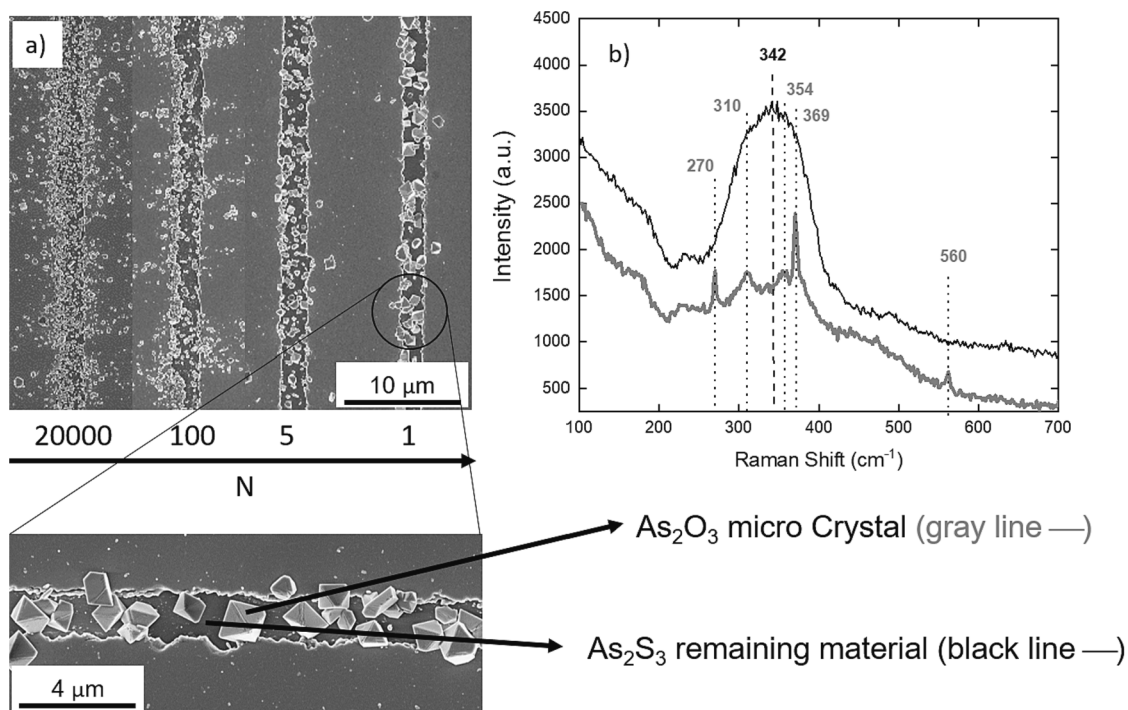 a)
10 µm
20000 100 5 1
N
4 µm
b)
4500
4000
3500
3000
2500
2000
1500
1000
500
Intensity (a.u.)
342
354
310
369
270
560
100 200 300 400 500 600 700
Raman Shift (cm⁻¹)
As₂O₃ micro Crystal (gray line —)
As₂S₃ remaining material (black line —)